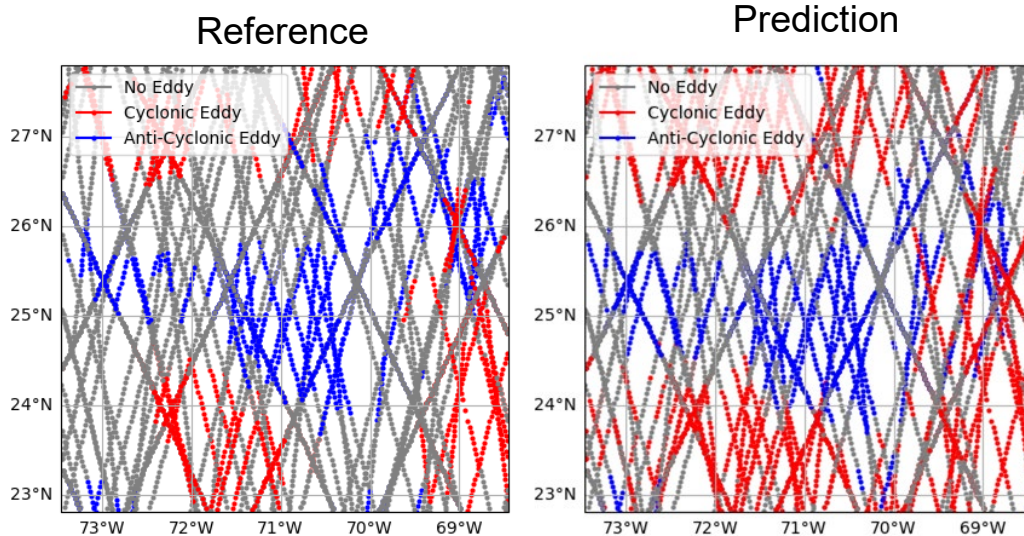 Reference
Prediction
No Eddy
Cyclonic Eddy
Anti-Cyclonic Eddy
27°N
26°N
25°N
24°N
23°N
73°W 72°W 71°W 70°W 69°W
No Eddy
Cyclonic Eddy
Anti-Cyclonic Eddy
27°N
26°N
25°N
24°N
23°N
73°W 72°W 71°W 70°W 69°W